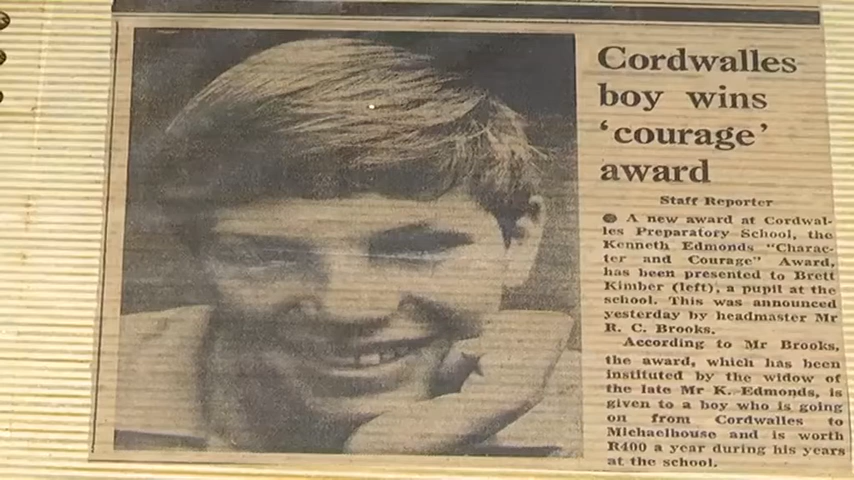 Cordwalles
boy wins
‘courage’
award
Staff Reporter
● A new award at Cordwal-
les Preparatory School, the
Kenneth Edmonds “Charac-
ter and Courage” Award,
has been presented to Brett
Kimber (left), a pupil at the
school. This was announced
yesterday by headmaster Mr
R. C. Brooks.
According to Mr Brooks,
the award, which has been
instituted by the widow of
the late Mr K. Edmonds, is
given to a boy who is going
on from Cordwalles to
Michaelhouse and is worth
R400 a year during his years
at the school.